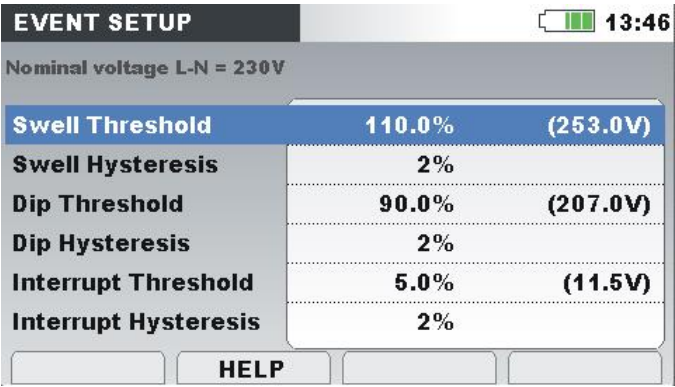 EVENT SETUP 13:46
Nominal voltage L-N = 230V
Swell Threshold 110.0% (253.0V)
Swell Hysteresis 2%
Dip Threshold 90.0% (207.0V)
Dip Hysteresis 2%
Interrupt Threshold 5.0% (11.5V)
Interrupt Hysteresis 2%
HELP